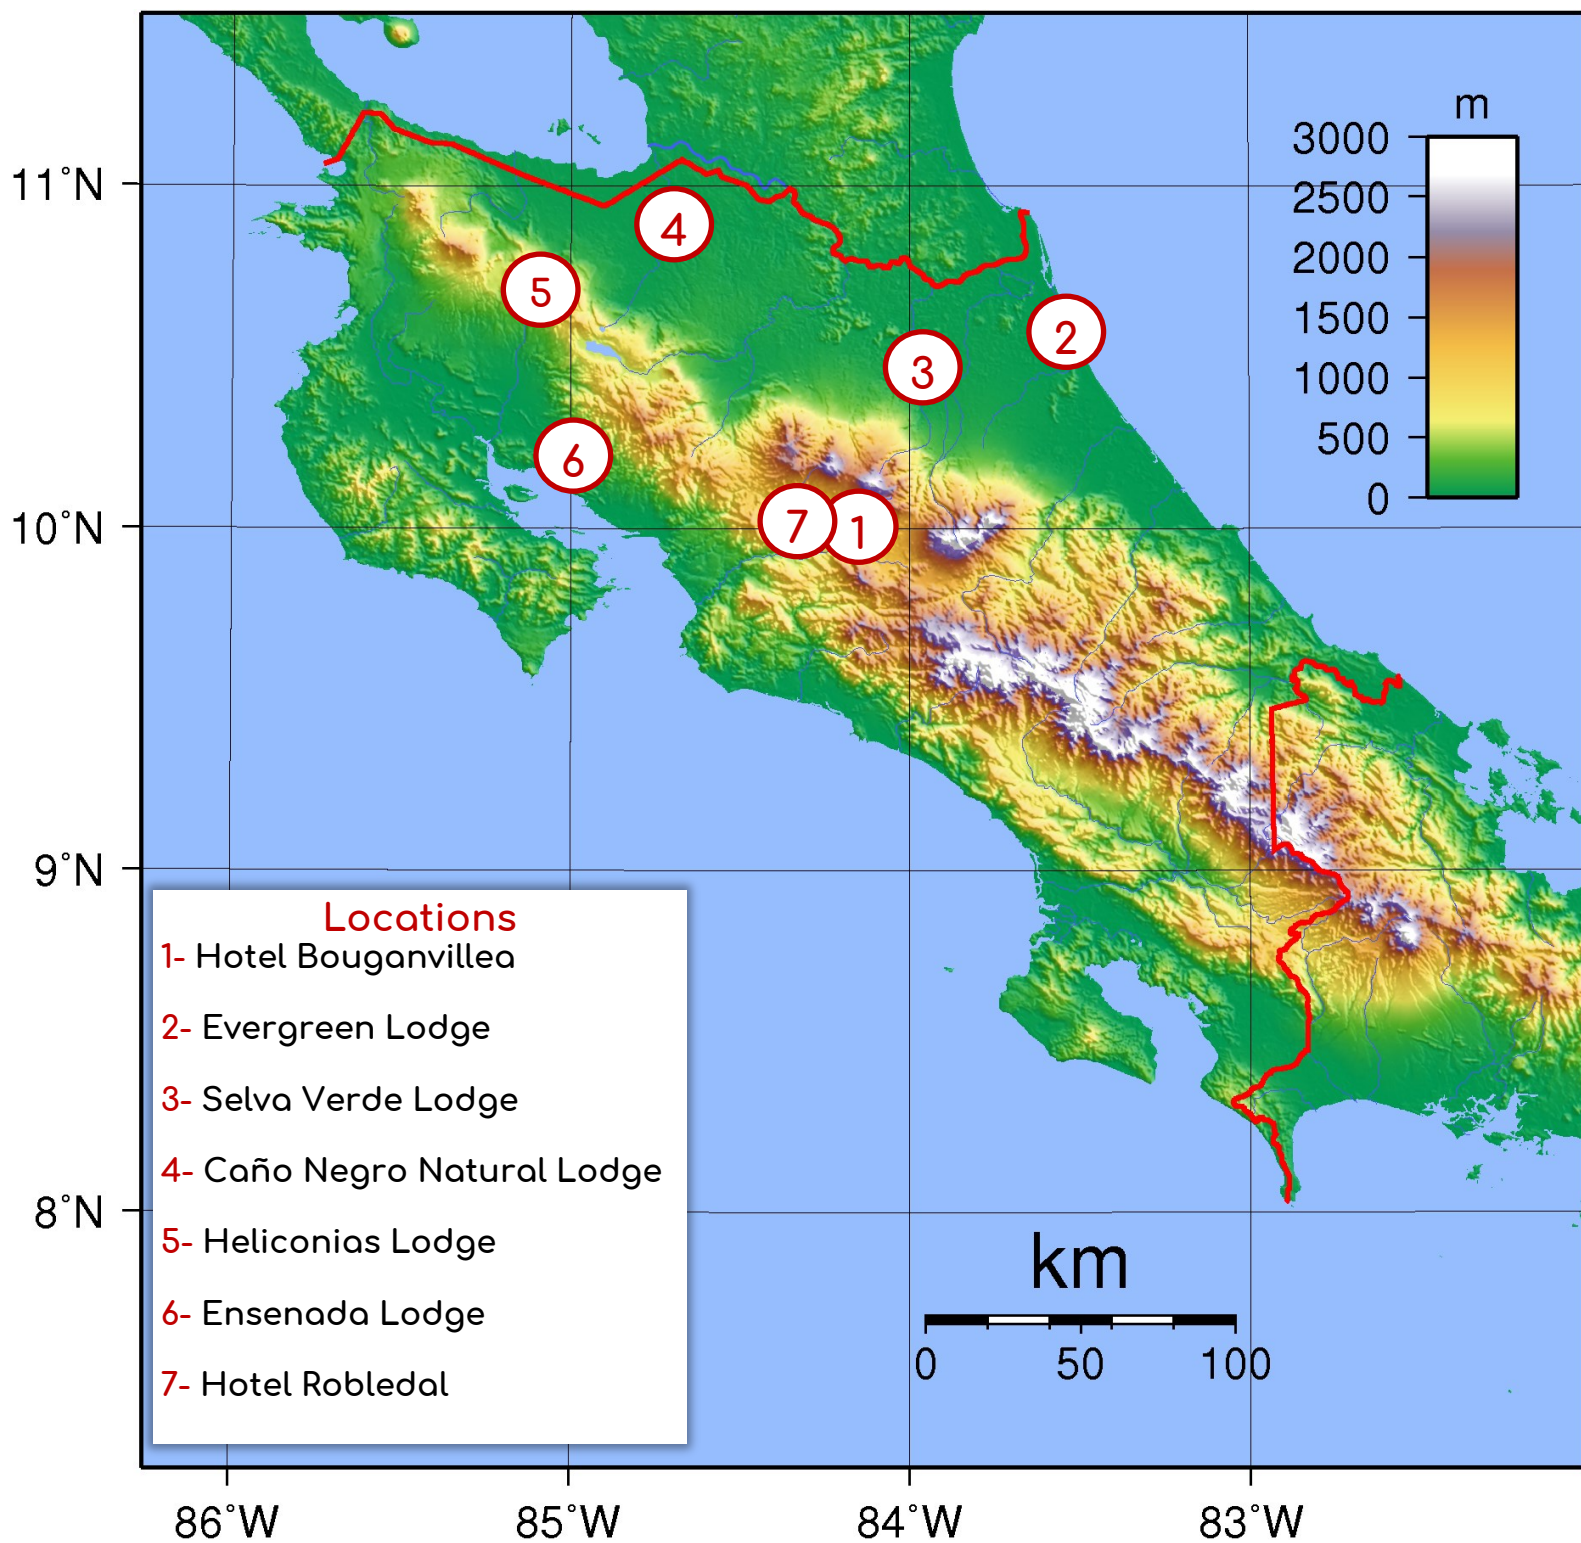 m
3000
2500
2000
1500
1000
500
0
11°N
10°N
9°N
8°N
4
5
2
3
6
7
1
Locations
1- Hotel Bouganvillea
2- Evergreen Lodge
3- Selva Verde Lodge
4- Caño Negro Natural Lodge
5- Heliconias Lodge
6- Ensenada Lodge
7- Hotel Robledal
km
0 50 100
86°W 85°W 84°W 83°W